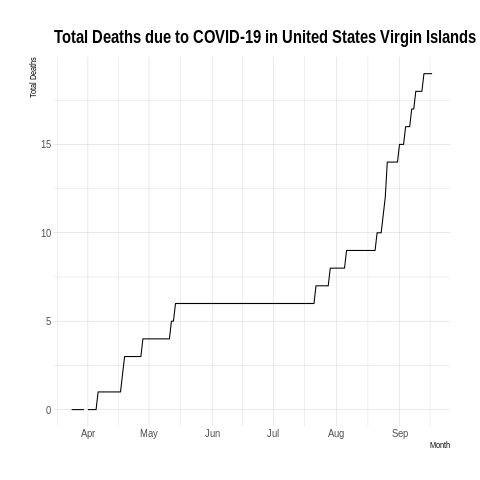 Total Deaths due to COVID-19 in United States Virgin Islands
Total Deaths
15
10
5
0
Apr May Jun Jul Aug Sep
Month